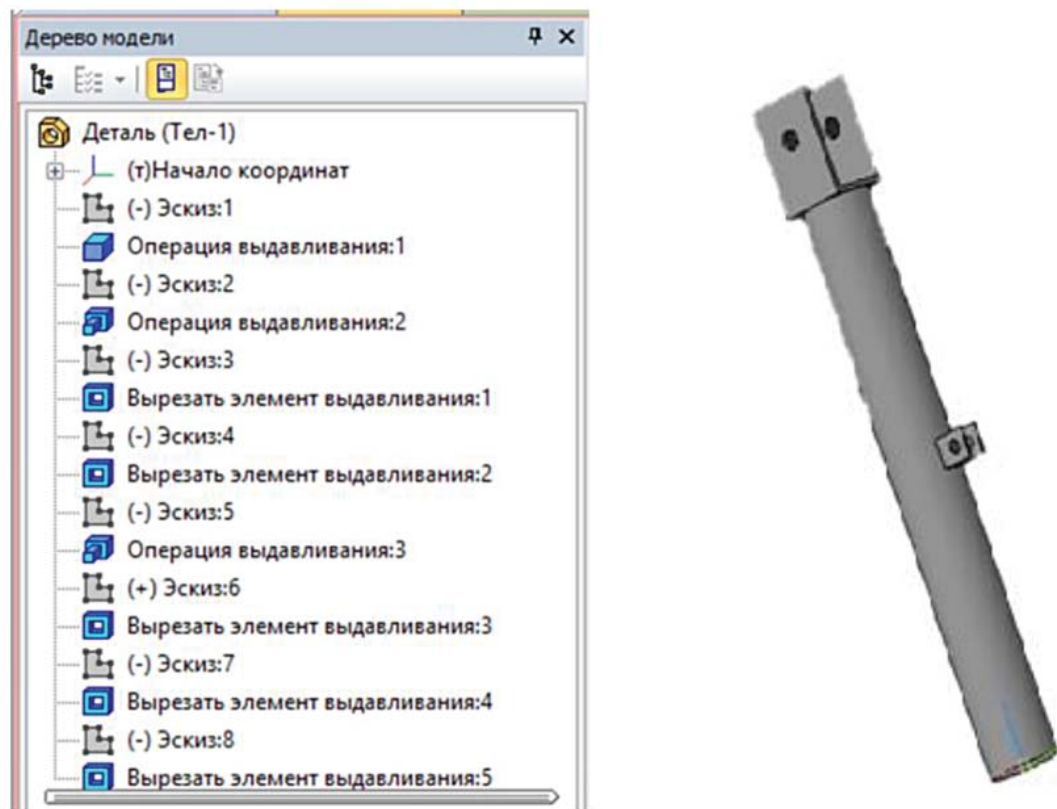 Дерево модели
Деталь (Тел-1)
(т)Начало координат
(-) Эскиз:1
Операция выдавливания:1
(-) Эскиз:2
Операция выдавливания:2
(-) Эскиз:3
Вырезать элемент выдавливания:1
(-) Эскиз:4
Вырезать элемент выдавливания:2
(-) Эскиз:5
Операция выдавливания:3
(+) Эскиз:6
Вырезать элемент выдавливания:3
(-) Эскиз:7
Вырезать элемент выдавливания:4
(-) Эскиз:8
Вырезать элемент выдавливания:5